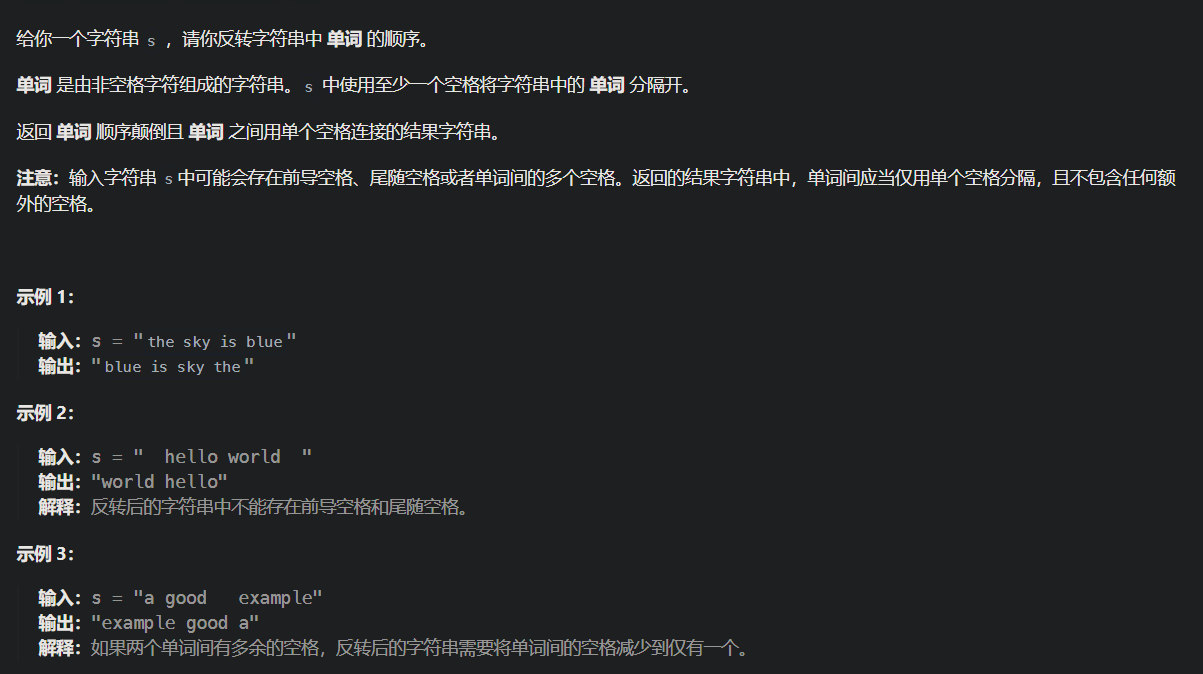 给你一个字符串 s ，请你反转字符串中 单词 的顺序。
单词 是由非空格字符组成的字符串。s 中使用至少一个空格将字符串中的 单词 分隔开。
返回 单词 顺序颠倒且 单词 之间用单个空格连接的结果字符串。
注意：输入字符串 s 中可能会存在前导空格、尾随空格或者单词间的多个空格。返回的结果字符串中，单词间应当仅用单个空格分隔，且不包含任何额
外的空格。
示例 1：
输入：s = "the sky is blue"
输出："blue is sky the"
示例 2：
输入：s = "  hello world  "
输出："world hello"
解释：反转后的字符串中不能存在前导空格和尾随空格。
示例 3：
输入：s = "a good   example"
输出："example good a"
解释：如果两个单词间有多余的空格，反转后的字符串需要将单词间的空格减少到仅有一个。